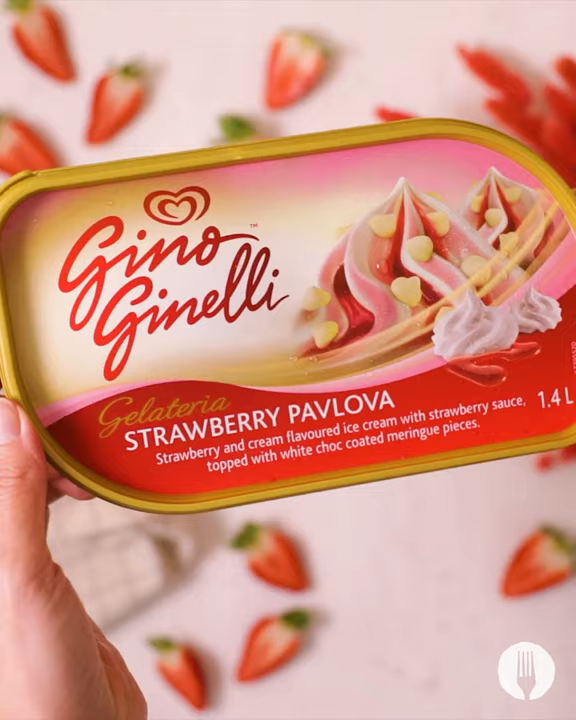 Gino
Ginelli
™
Gelateria
STRAWBERRY PAVLOVA
Strawberry and cream flavoured ice cream with strawberry sauce,
topped with white choc coated meringue pieces.
1.4 L